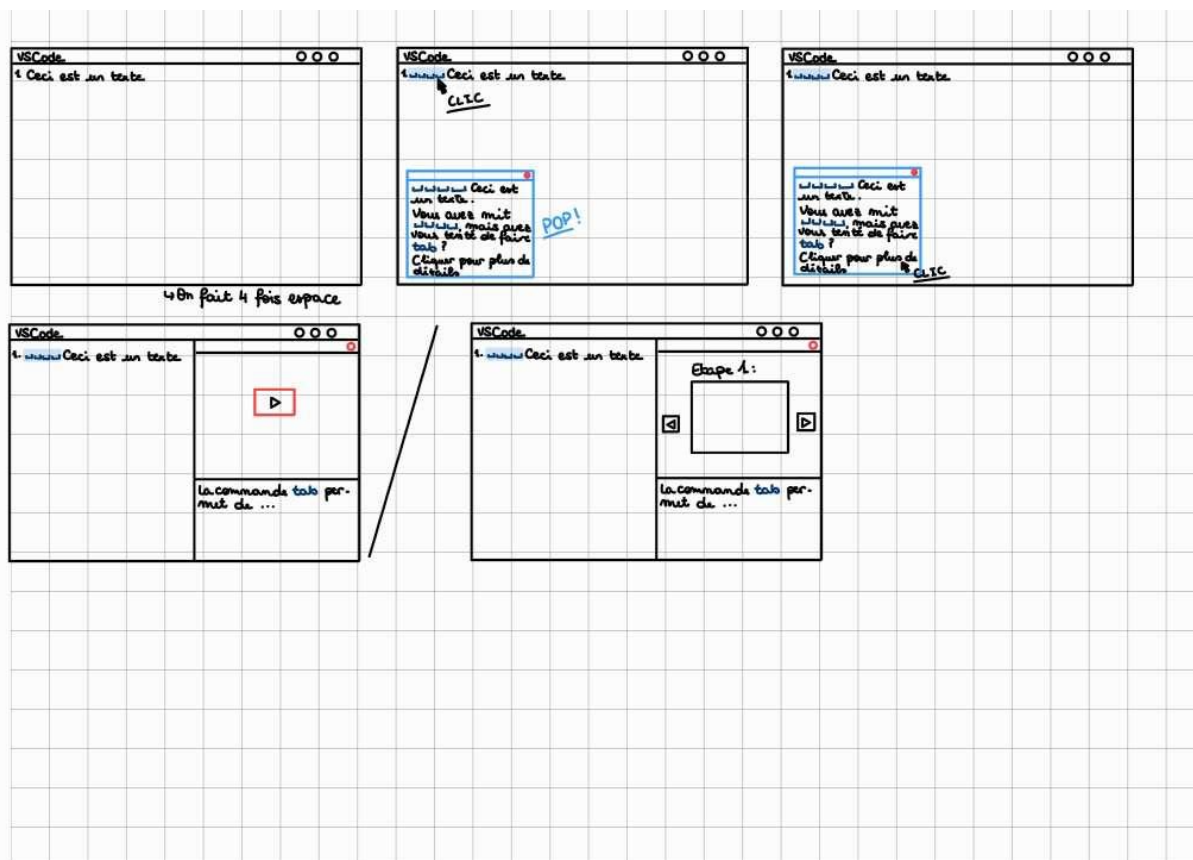 VSCode
1 Ceci est un texte
↳ On fait 4 fois espace
VSCode
1. ␣␣␣␣ Ceci est un texte
CLIC
␣␣␣␣ Ceci est
un texte.
Vous avez mit
␣␣␣␣, mais avez
vous tenté de faire
tab ?
Cliquer pour plus de
détails
POP!
VSCode
1. ␣␣␣␣ Ceci est un texte
␣␣␣␣ Ceci est
un texte.
Vous avez mit
␣␣␣␣, mais avez
vous tenté de faire
tab ?
Cliquer pour plus de
détails
CLIC
VSCode
1. ␣␣␣␣ Ceci est un texte
La commande tab per-
met de ...
VSCode
1. ␣␣␣␣ Ceci est un texte
Etape 1:
La commande tab per-
met de ...